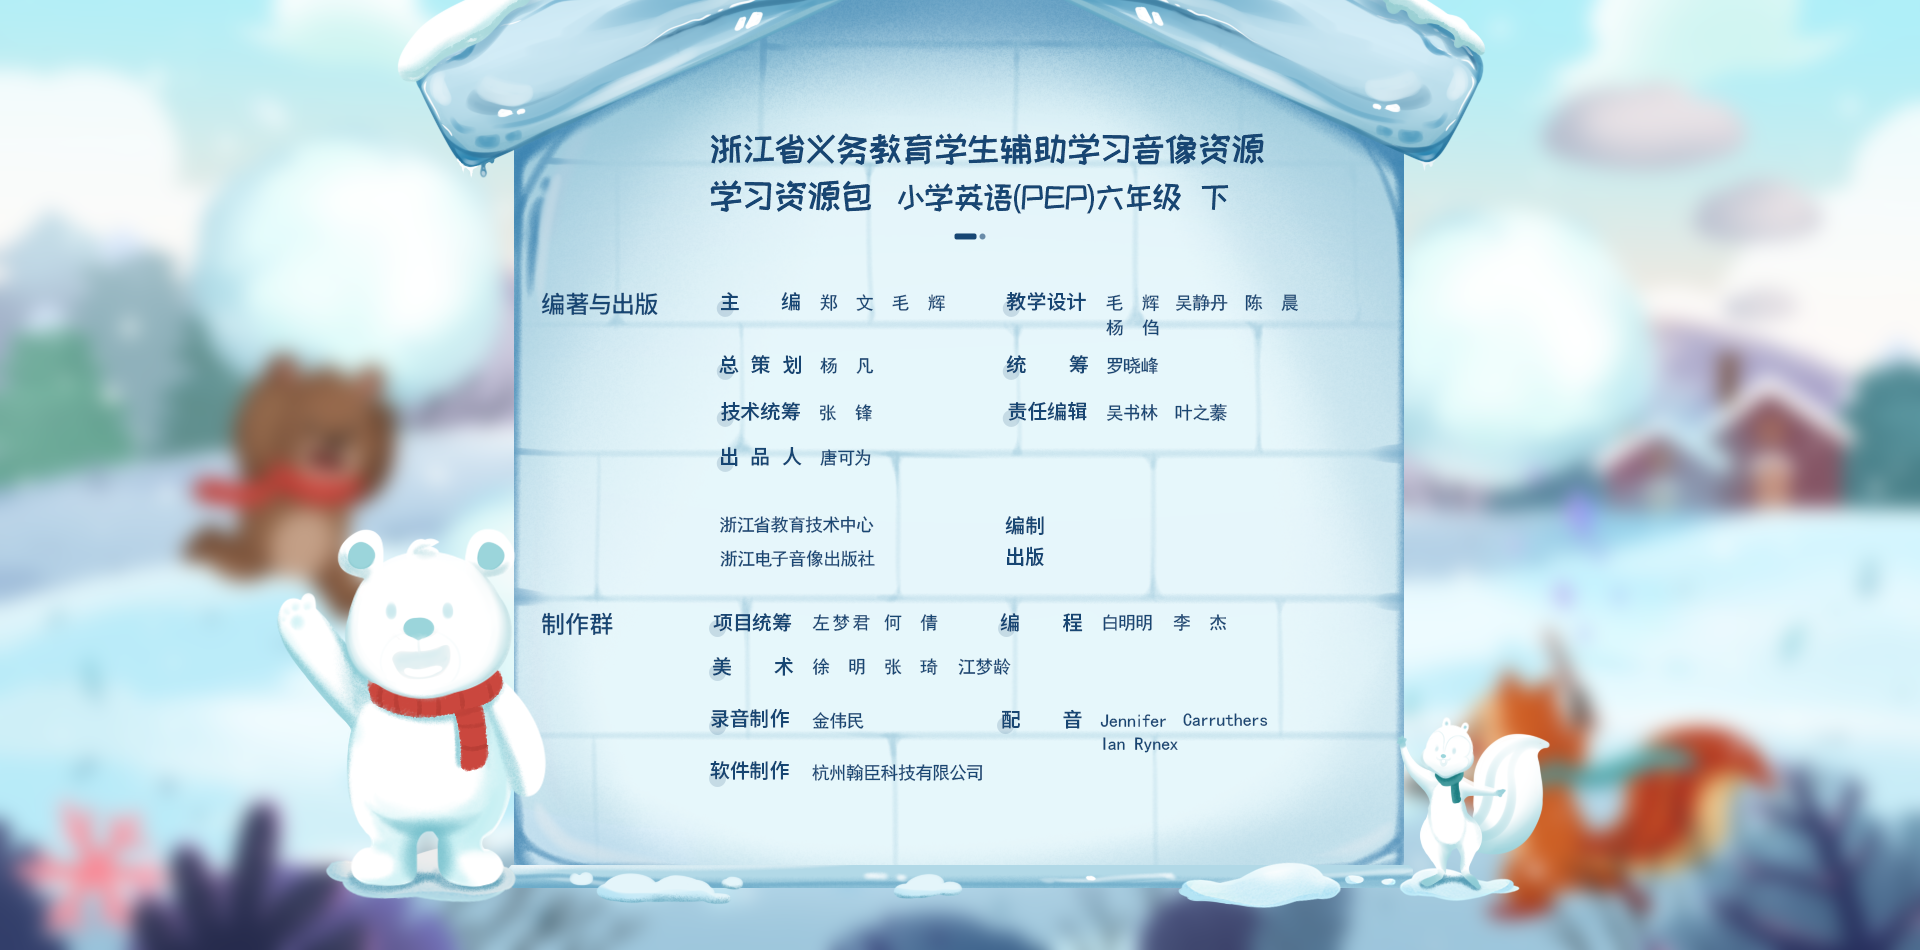 浙江省义务教育学生辅助学习音像资源
学习资源包 小学英语(PEP)六年级 下
编著与出版 主 编 郑 文 毛 辉 教学设计 毛 辉 吴静丹 陈 晨
杨 㑇
总 策 划 杨 凡 统 筹 罗晓峰
技术统筹 张 锋 责任编辑 吴书林 叶之蓁
出 品 人 唐可为
浙江省教育技术中心 编制
浙江电子音像出版社 出版
制作群 项目统筹 左梦君 何 倩 编 程 白明明 李 杰
美 术 徐 明 张 琦 江梦龄
录音制作 金伟民 配 音 Jennifer Carruthers
Ian Rynex
软件制作 杭州翰臣科技有限公司